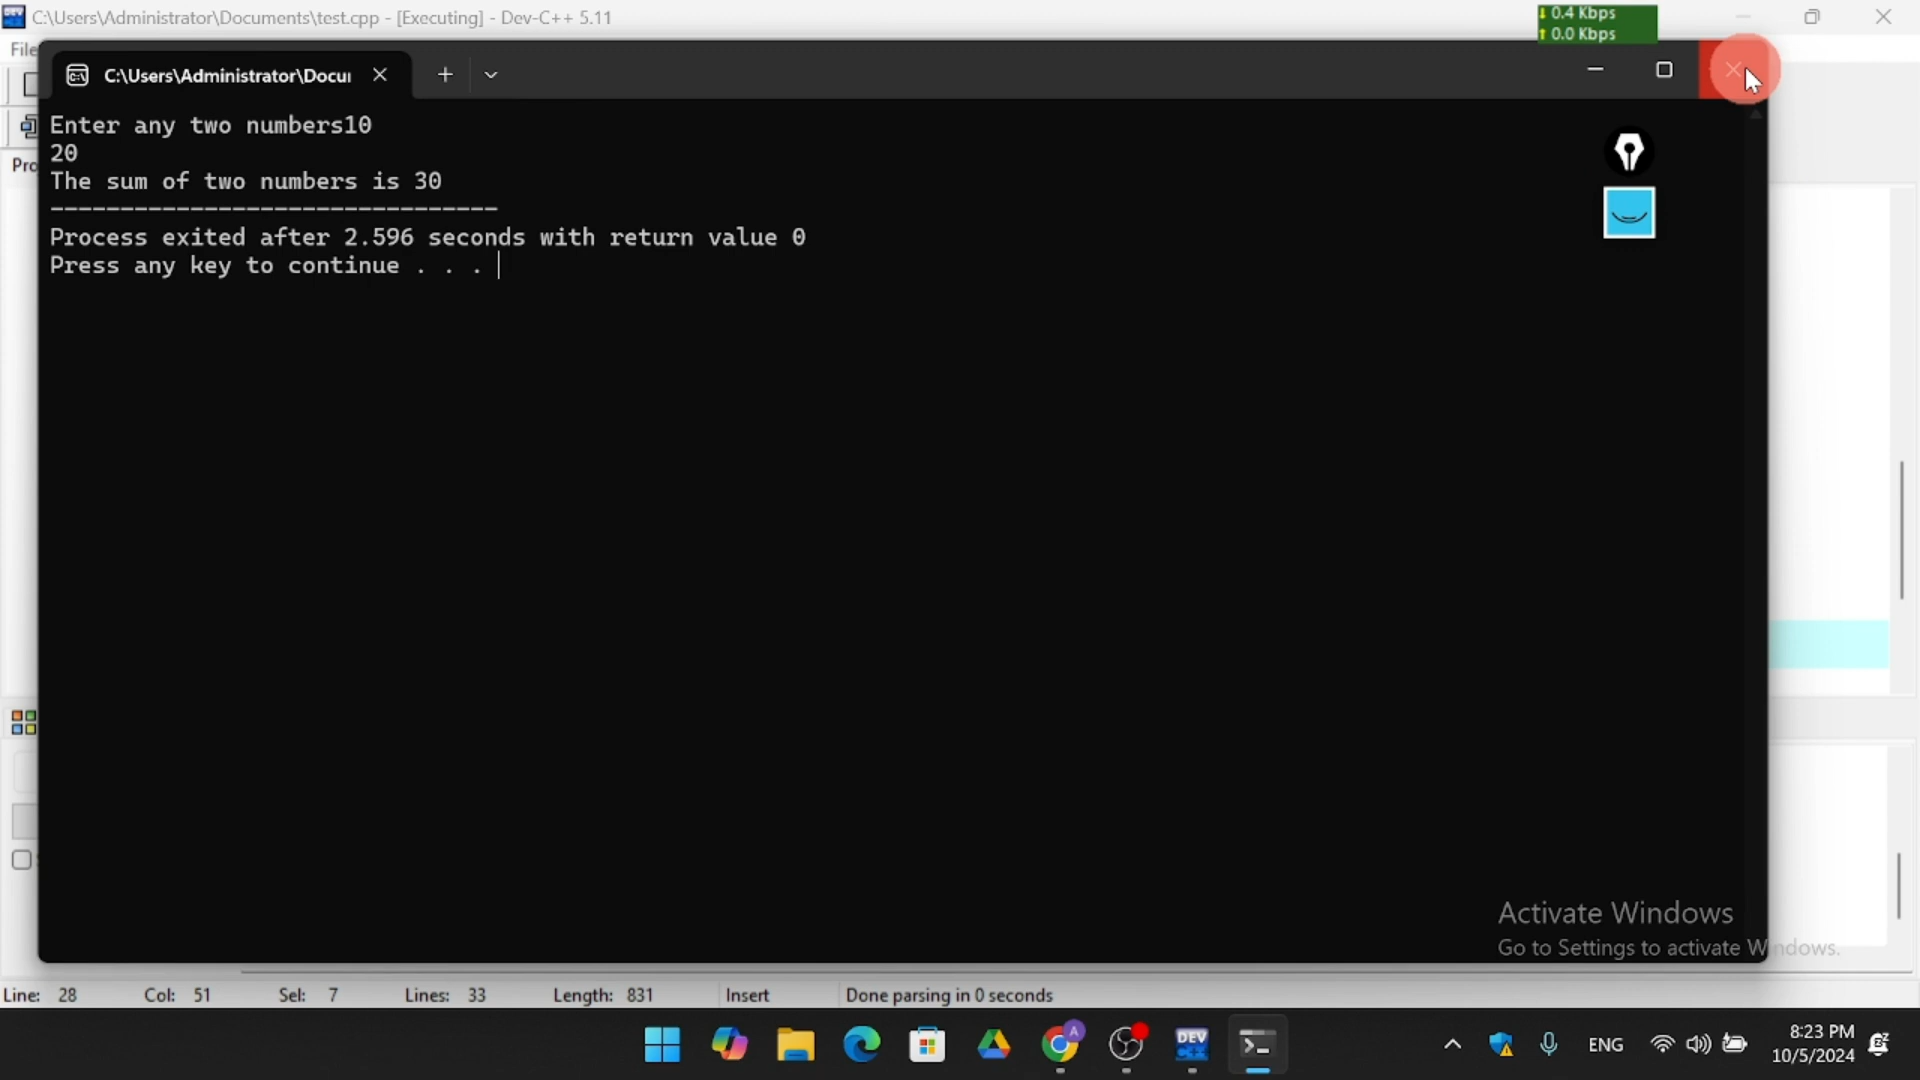 C:\Users\Administrator\Documents\test.cpp - [Executing] - Dev-C++ 5.11
0.4 Kbps
0.0 Kbps
File
C:\Users\Administrator\Docu
Enter any two numbers10
20
The sum of two numbers is 30
--------------------------------
Process exited after 2.596 seconds with return value 0
Press any key to continue . . .
Activate Windows
Go to Settings to activate Windows.
Line: 28 Col: 51 Sel: 7 Lines: 33 Length: 831 Insert Done parsing in 0 seconds
A
DEV
C++
ENG
8:23 PM
10/5/2024